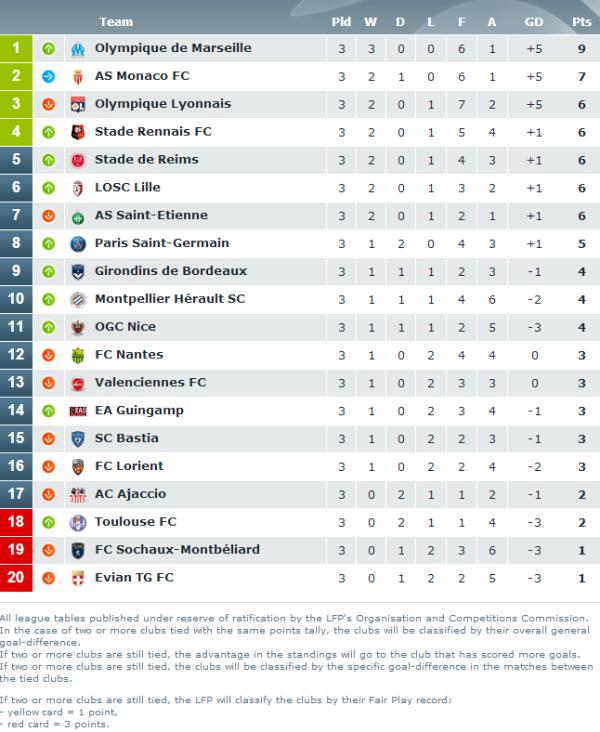 Team Pld W D L F A GD Pts
1 Olympique de Marseille 3 3 0 0 6 1 +5 9
2 AS Monaco FC 3 2 1 0 6 1 +5 7
3 Olympique Lyonnais 3 2 0 1 7 2 +5 6
4 Stade Rennais FC 3 2 0 1 5 4 +1 6
5 Stade de Reims 3 2 0 1 4 3 +1 6
6 LOSC Lille 3 2 0 1 3 2 +1 6
7 AS Saint-Etienne 3 2 0 1 2 1 +1 6
8 Paris Saint-Germain 3 1 2 0 4 3 +1 5
9 Girondins de Bordeaux 3 1 1 1 2 3 -1 4
10 Montpellier Hérault SC 3 1 1 1 4 6 -2 4
11 OGC Nice 3 1 1 1 2 5 -3 4
12 FC Nantes 3 1 0 2 4 4 0 3
13 Valenciennes FC 3 1 0 2 3 3 0 3
14 EA Guingamp 3 1 0 2 3 4 -1 3
15 SC Bastia 3 1 0 2 2 3 -1 3
16 FC Lorient 3 1 0 2 2 4 -2 3
17 AC Ajaccio 3 0 2 1 1 2 -1 2
18 Toulouse FC 3 0 2 1 1 4 -3 2
19 FC Sochaux-Montbéliard 3 0 1 2 3 6 -3 1
20 Evian TG FC 3 0 1 2 2 5 -3 1
All league tables published under reserve of ratification by the LFP's Organisation and Competitions Commission.
In the case of two or more clubs tied with the same points tally, the clubs will be classified by their overall general
goal-difference.
If two or more clubs are still tied, the advantage in the standings will go to the club that has scored more goals.
If two or more clubs are still tied, the clubs will be classified by the specific goal-difference in the matches between
the tied clubs.
If two or more clubs are still tied, the LFP will classify the clubs by their Fair Play record:
- yellow card = 1 point,
- red card = 3 points.